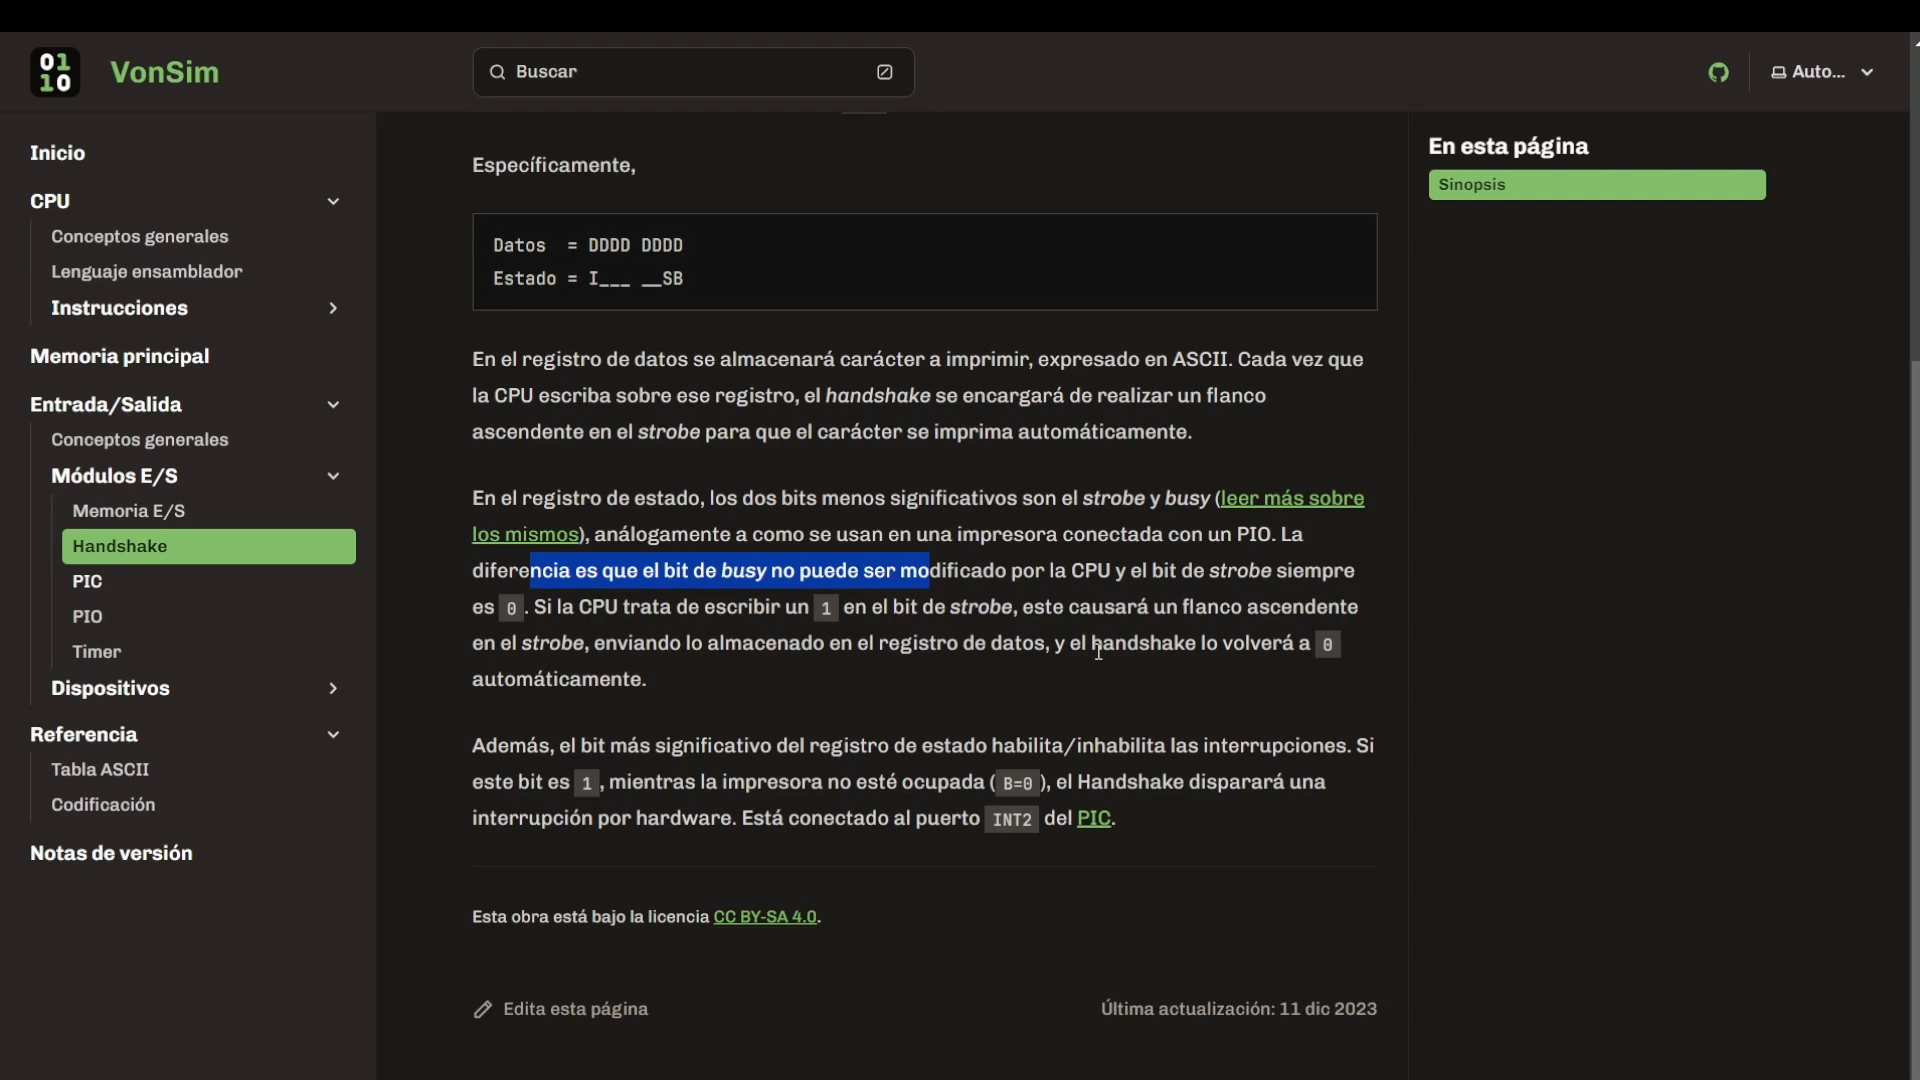 01
10
VonSim
Buscar
Auto...
Inicio
CPU
Conceptos generales
Lenguaje ensamblador
Instrucciones
Memoria principal
Entrada/Salida
Conceptos generales
Módulos E/S
Memoria E/S
Handshake
PIC
PIO
Timer
Dispositivos
Referencia
Tabla ASCII
Codificación
Notas de versión
Específicamente,
Datos  = DDDD DDDD
Estado = I___ __SB
En el registro de datos se almacenará carácter a imprimir, expresado en ASCII. Cada vez que
la CPU escriba sobre ese registro, el handshake se encargará de realizar un flanco
ascendente en el strobe para que el carácter se imprima automáticamente.
En el registro de estado, los dos bits menos significativos son el strobe y busy (leer más sobre
los mismos), análogamente a como se usan en una impresora conectada con un PIO. La
diferencia es que el bit de busy no puede ser modificado por la CPU y el bit de strobe siempre
es 0. Si la CPU trata de escribir un 1 en el bit de strobe, este causará un flanco ascendente
en el strobe, enviando lo almacenado en el registro de datos, y el handshake lo volverá a 0
automáticamente.
Además, el bit más significativo del registro de estado habilita/inhabilita las interrupciones. Si
este bit es 1, mientras la impresora no esté ocupada (B=0), el Handshake disparará una
interrupción por hardware. Está conectado al puerto INT2 del PIC.
Esta obra está bajo la licencia CC BY-SA 4.0.
Edita esta página
Última actualización: 11 dic 2023
En esta página
Sinopsis